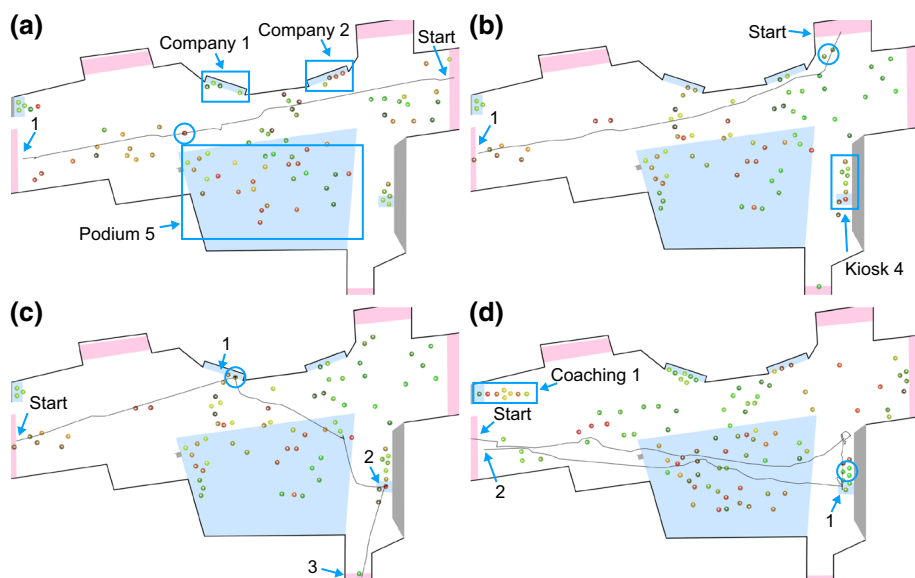 (a)
Company 1
Company 2
Start
1
Podium 5
(b)
Start
1
Kiosk 4
(c)
1
Start
2
3
(d)
Coaching 1
Start
2
1